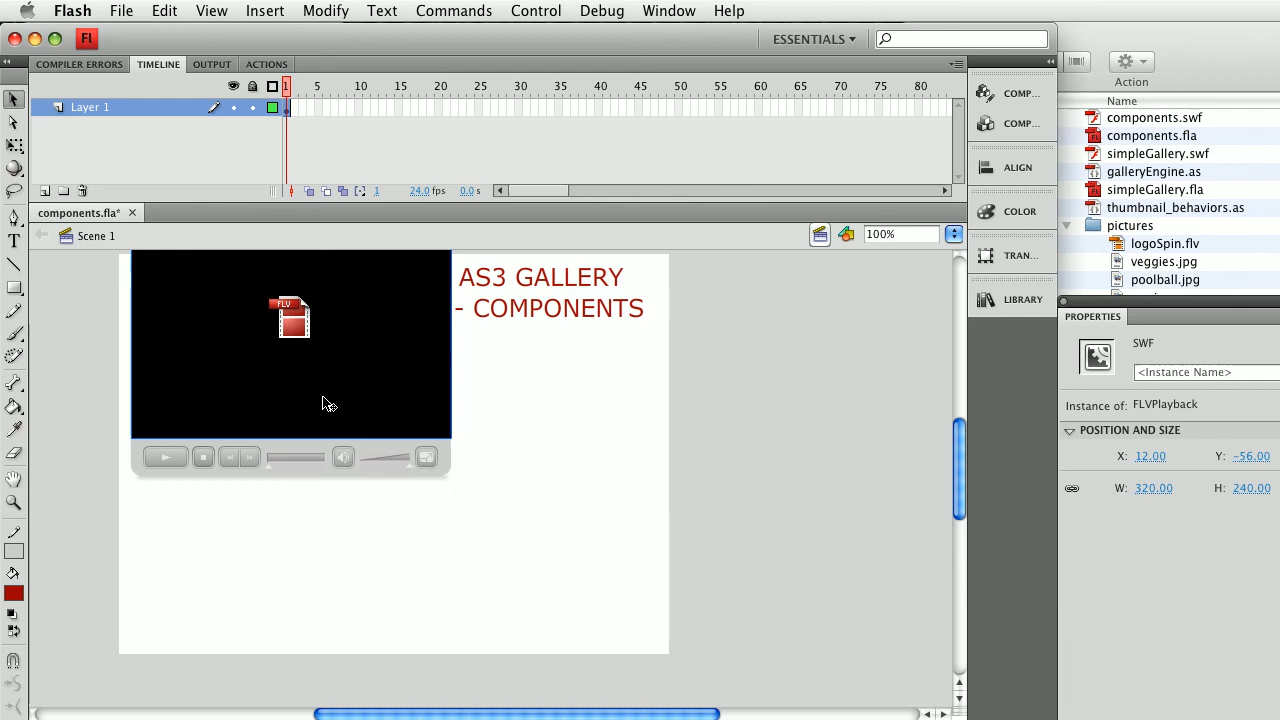 Flash File Edit View Insert Modify Text Commands Control Debug Window Help
Fl ESSENTIALS
COMPILER ERRORS TIMELINE OUTPUT ACTIONS
1 5 10 15 20 25 30 35 40 45 50 55 60 65 70 75 80
Layer 1
1 24.0 fps 0.0 s
components.fla*
Scene 1
100%
FLV
AS3 GALLERY
- COMPONENTS
COMP...
COMP...
ALIGN
COLOR
TRAN...
LIBRARY
Action
Name
components.swf
components.fla
simpleGallery.swf
galleryEngine.as
simpleGallery.fla
thumbnail_behaviors.as
pictures
logoSpin.flv
veggies.jpg
poolball.jpg
PROPERTIES
SWF
<Instance Name>
Instance of: FLVPlayback
POSITION AND SIZE
X: 12.00 Y: -56.00
W: 320.00 H: 240.00